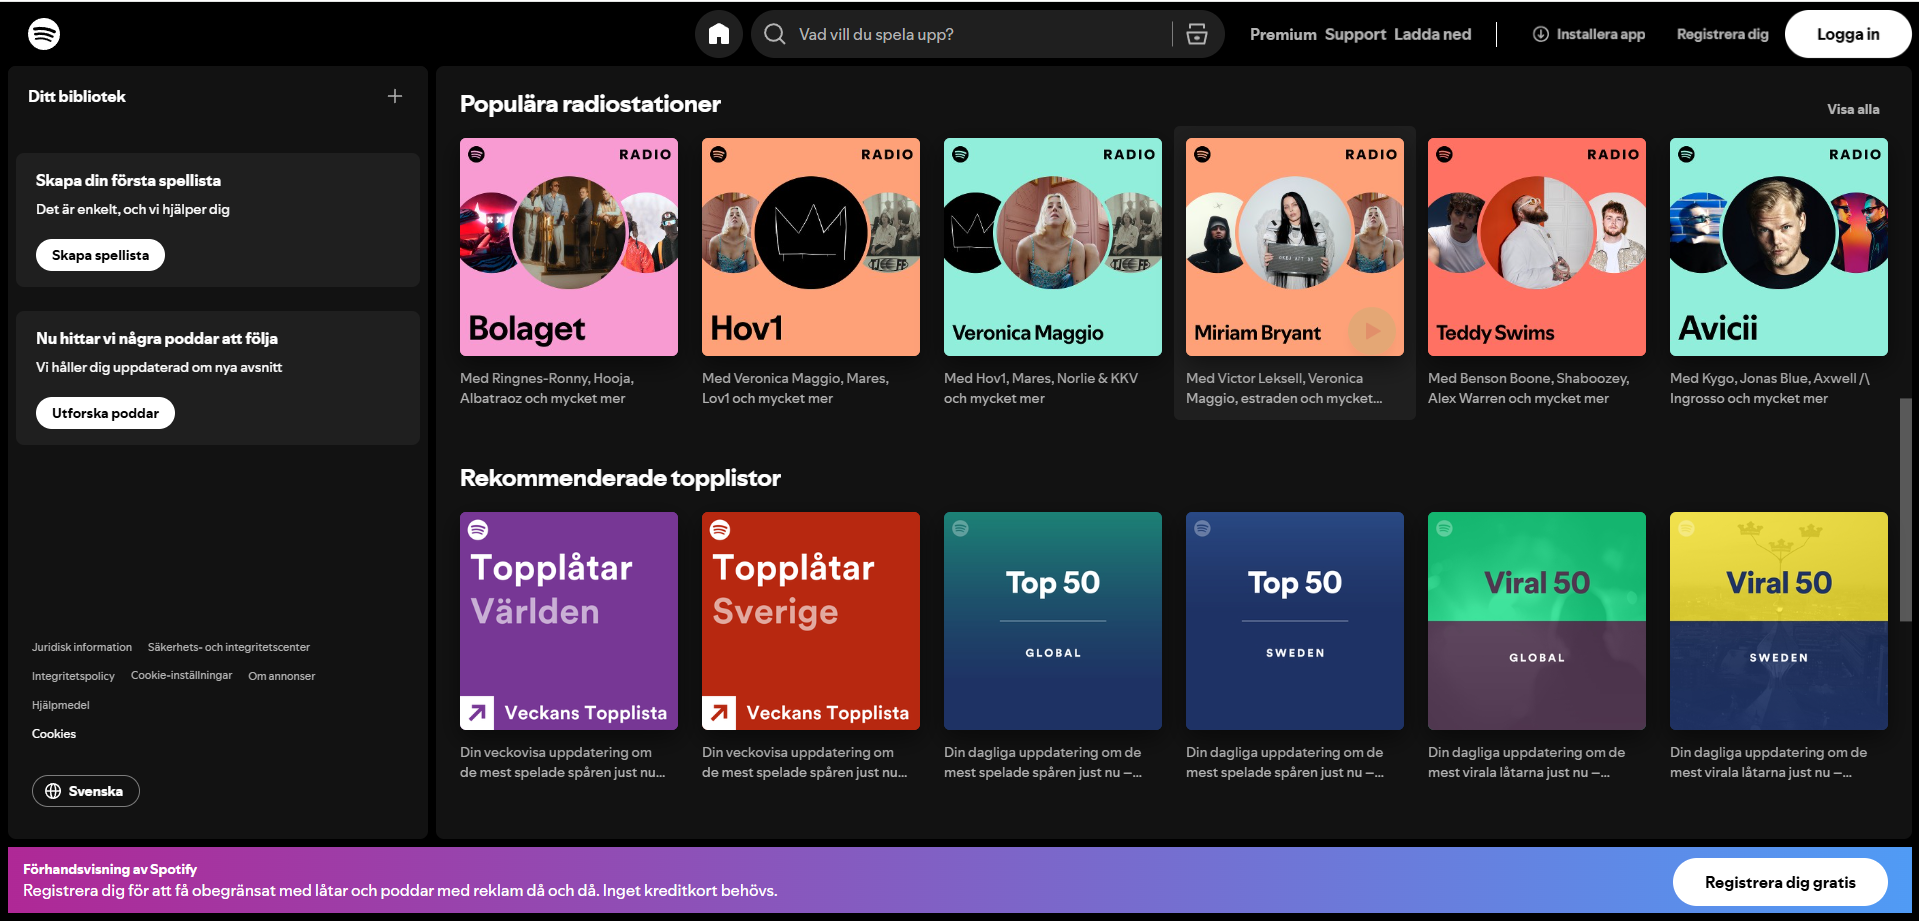 Vad vill du spela upp?
Premium Support Ladda ned
Installera app
Registrera dig
Logga in
Ditt bibliotek
Skapa din första spellista
Det är enkelt, och vi hjälper dig
Skapa spellista
Nu hittar vi några poddar att följa
Vi håller dig uppdaterad om nya avsnitt
Utforska poddar
Juridisk information
Säkerhets- och integritetscenter
Integritetspolicy
Cookie-inställningar
Om annonser
Hjälpmedel
Cookies
Svenska
Populära radiostationer
Visa alla
RADIO
Bolaget
Med Ringnes-Ronny, Hooja,
Albatraoz och mycket mer
RADIO
Hov1
Med Veronica Maggio, Mares,
Lov1 och mycket mer
RADIO
Veronica Maggio
Med Hov1, Mares, Norlie & KKV
och mycket mer
RADIO
Miriam Bryant
Med Victor Leksell, Veronica
Maggio, estraden och mycket...
RADIO
Teddy Swims
Med Benson Boone, Shaboozey,
Alex Warren och mycket mer
RADIO
Avicii
Med Kygo, Jonas Blue, Axwell /\
Ingrosso och mycket mer
Rekommenderade topplistor
Topplåtar
Världen
Veckans Topplista
Din veckovisa uppdatering om
de mest spelade spåren just nu...
Topplåtar
Sverige
Veckans Topplista
Din veckovisa uppdatering om
de mest spelade spåren just nu...
Top 50
GLOBAL
Din dagliga uppdatering om de
mest spelade spåren just nu –...
Top 50
SWEDEN
Din dagliga uppdatering om de
mest spelade spåren just nu –...
Viral 50
GLOBAL
Din dagliga uppdatering om de
mest virala låtarna just nu –...
Viral 50
SWEDEN
Din dagliga uppdatering om de
mest virala låtarna just nu –...
Förhandsvisning av Spotify
Registrera dig för att få obegränsat med låtar och poddar med reklam då och då. Inget kreditkort behövs.
Registrera dig gratis